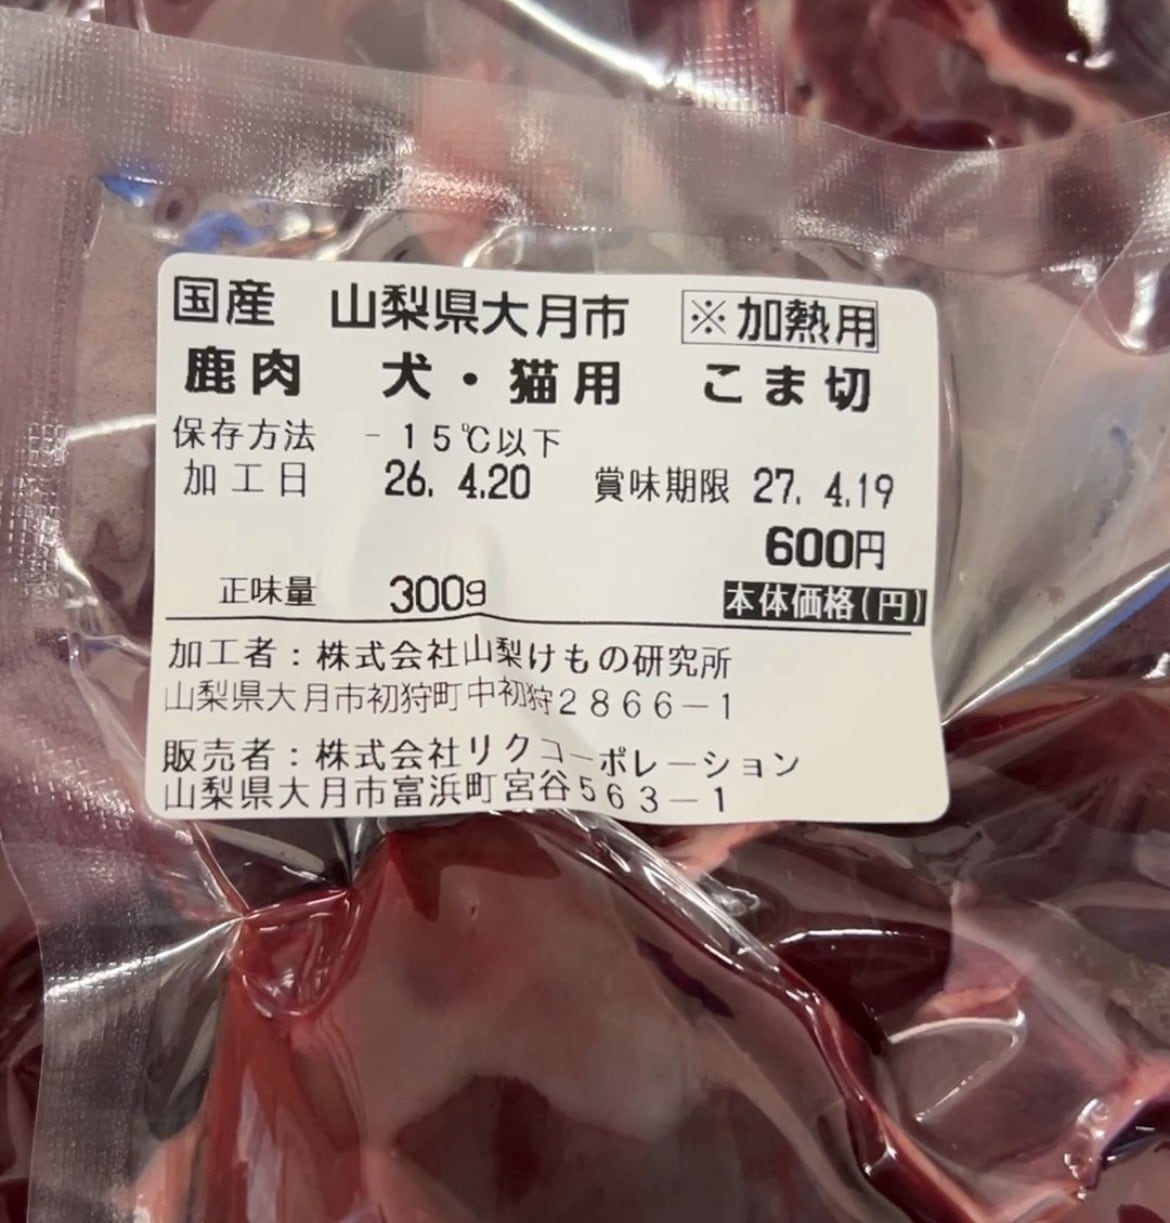 国産 山梨県大月市 ※加熱用
鹿肉 犬・猫用 こま切
保存方法 -15℃以下
加工日 26. 4.20 賞味期限 27. 4.19
600円
正味量 300g 本体価格(円)
加工者:株式会社山梨けもの研究所
山梨県大月市初狩町中初狩2866-1
販売者:株式会社リクコーポレーション
山梨県大月市富浜町宮谷563-1